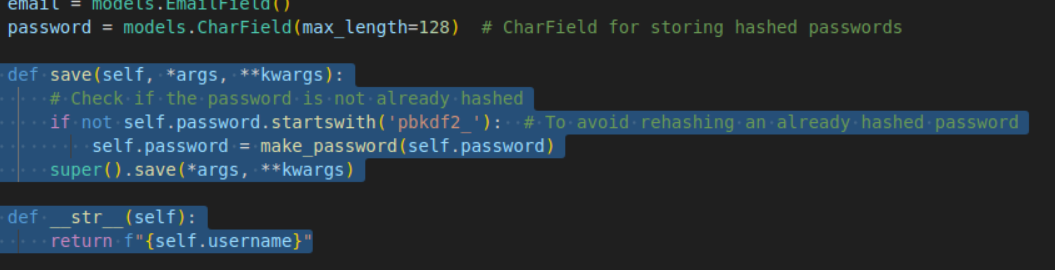 email = models.EmailField()
password = models.CharField(max_length=128)  # CharField for storing hashed passwords
def save(self, *args, **kwargs):
# Check if the password is not already hashed
if not self.password.startswith('pbkdf2_'):  # To avoid rehashing an already hashed password
self.password = make_password(self.password)
super().save(*args, **kwargs)
def __str__(self):
return f"{self.username}"